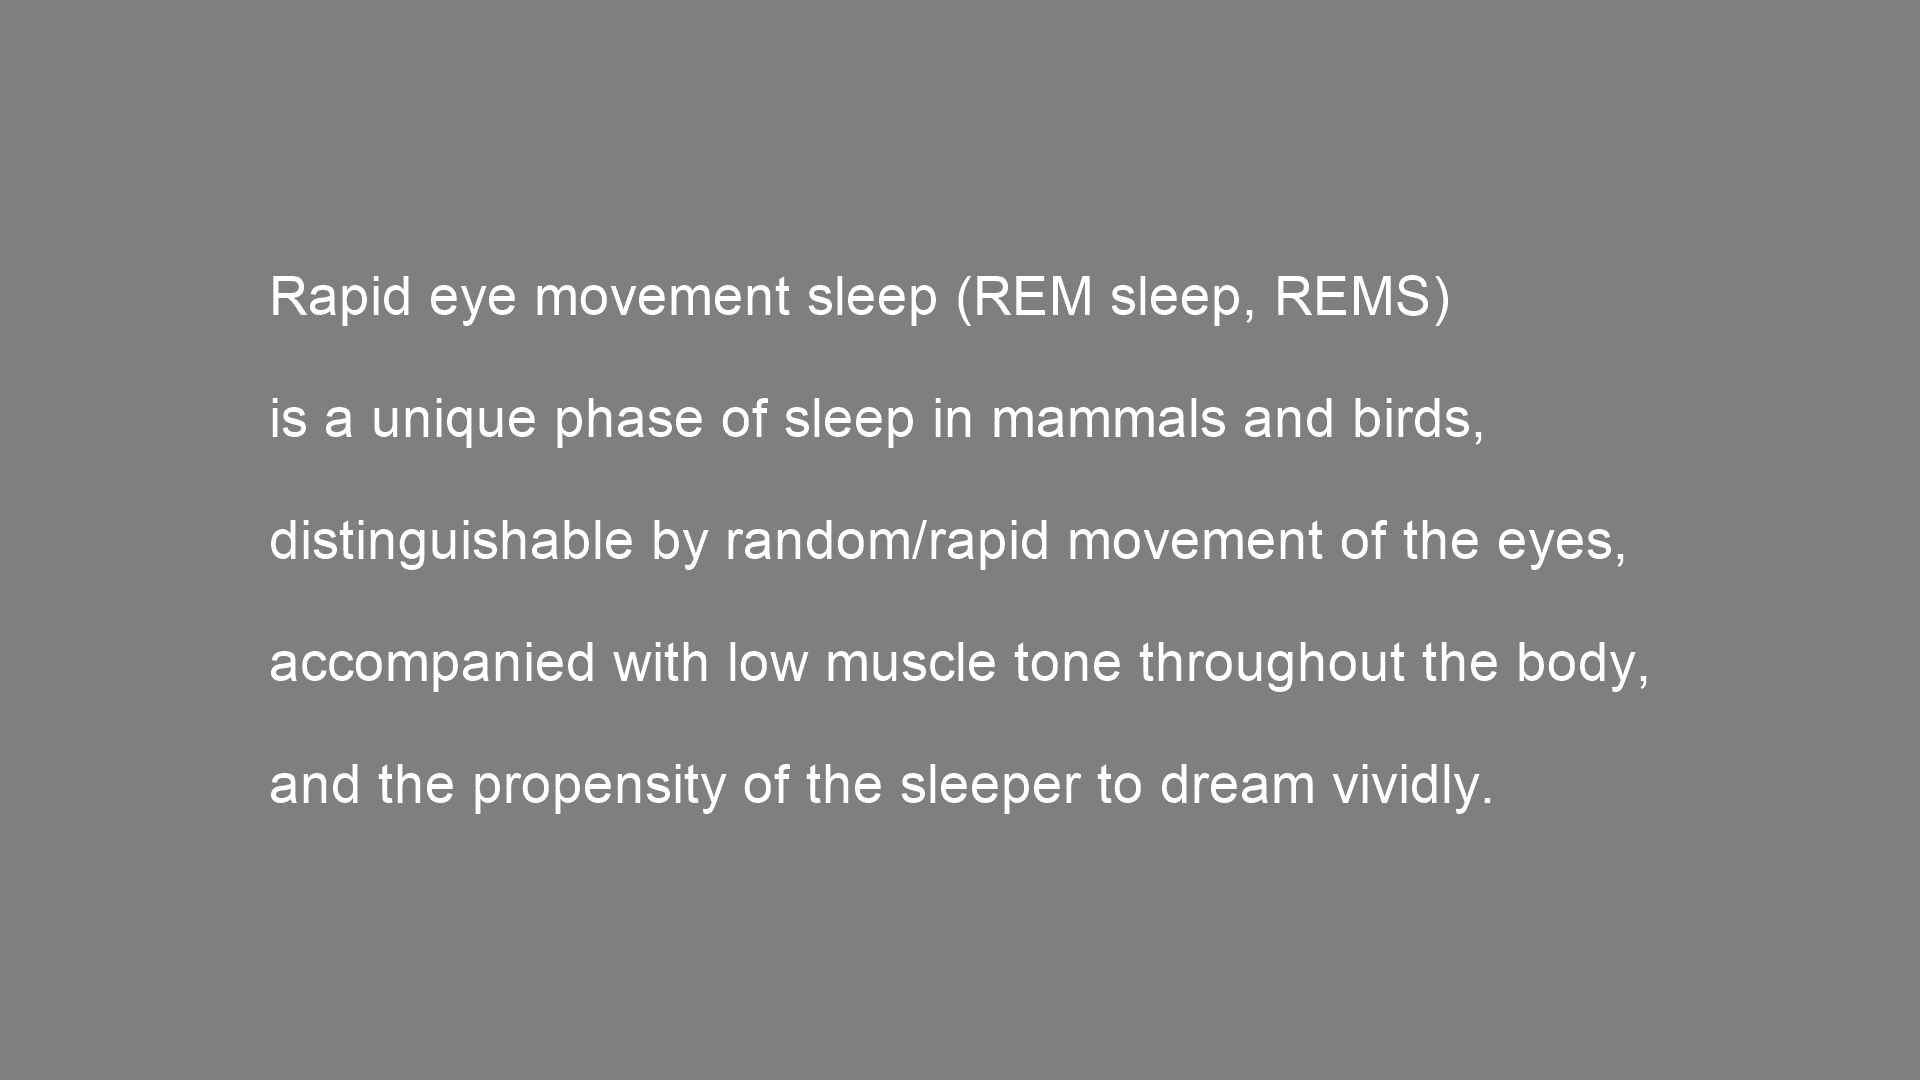 Rapid eye movement sleep (REM sleep, REMS)
is a unique phase of sleep in mammals and birds,
distinguishable by random/rapid movement of the eyes,
accompanied with low muscle tone throughout the body,
and the propensity of the sleeper to dream vividly.